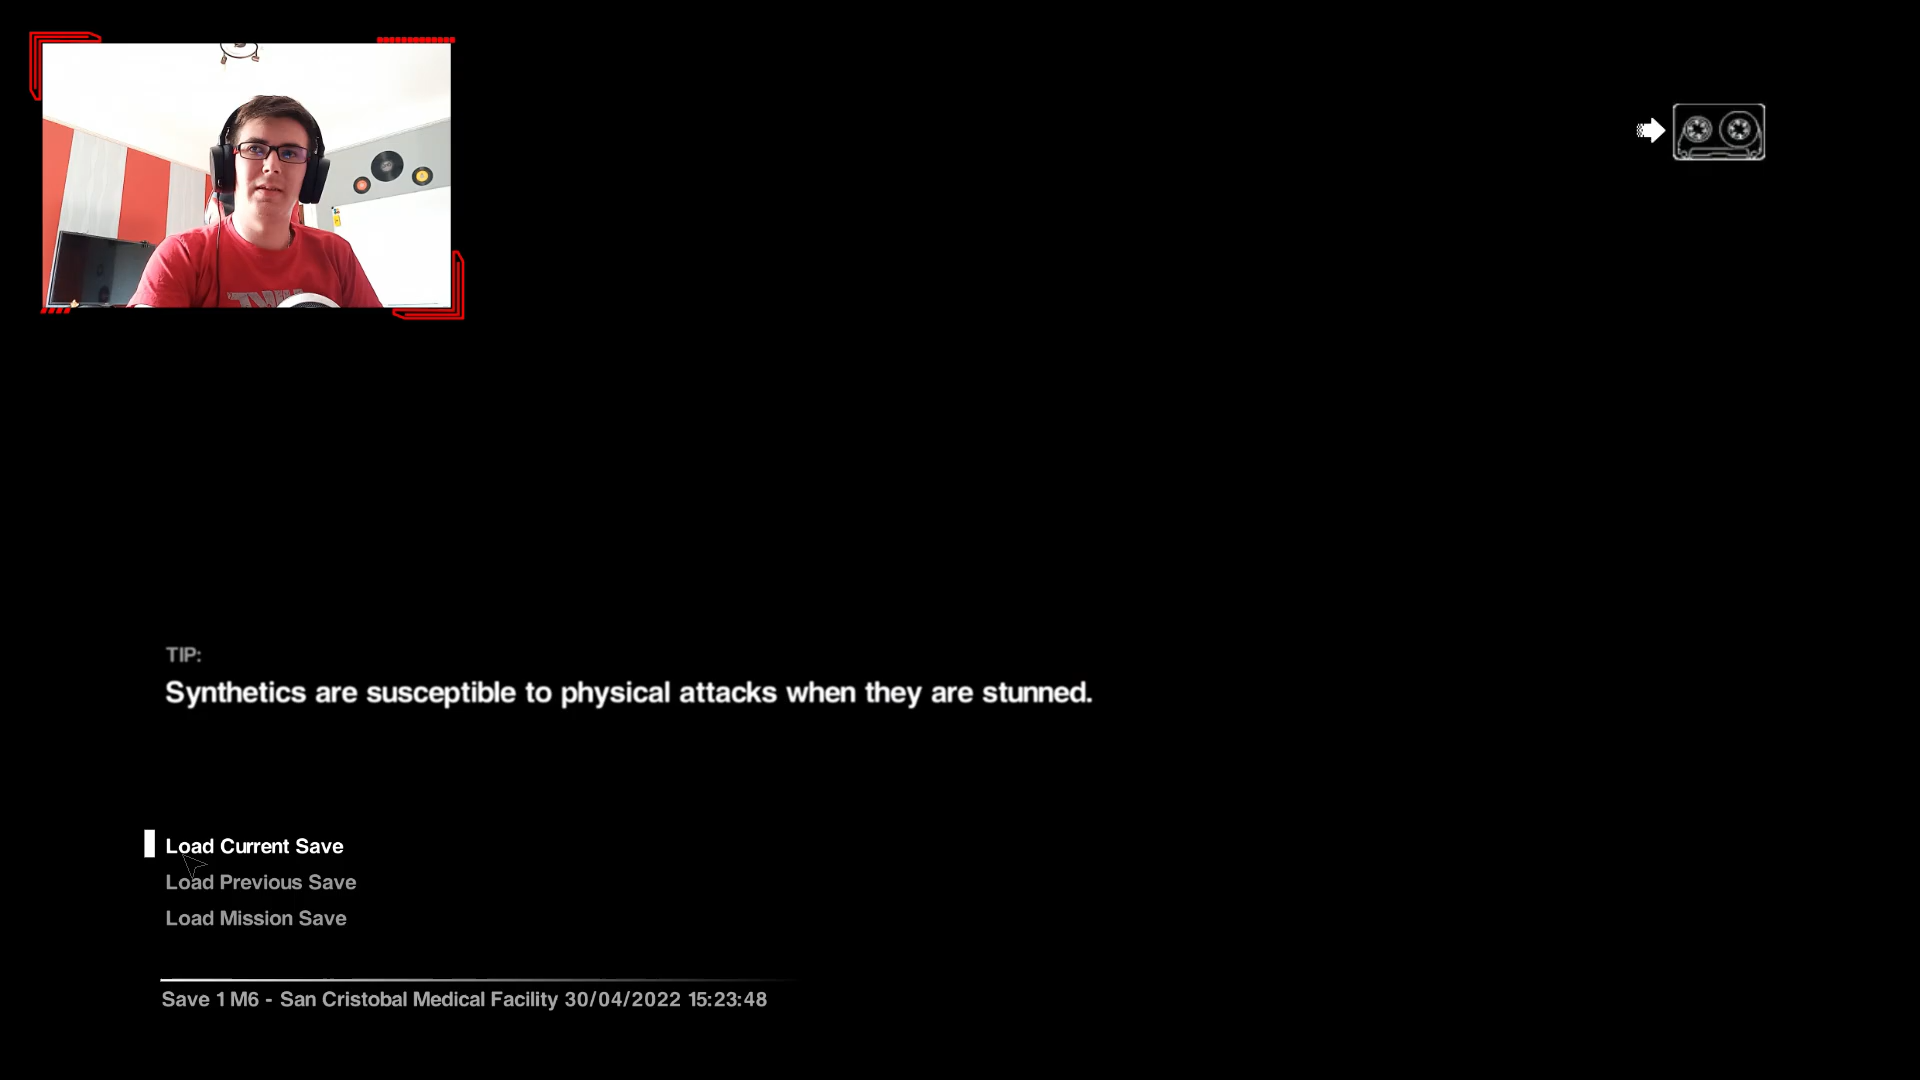 TIP:
Synthetics are susceptible to physical attacks when they are stunned.
Load Current Save
Load Previous Save
Load Mission Save
Save 1 M6 - San Cristobal Medical Facility 30/04/2022 15:23:48